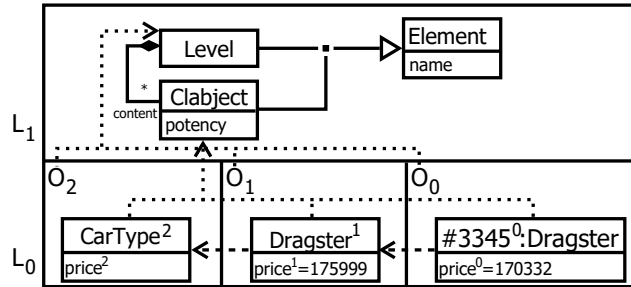 Level
Element
name
*
content
Clabject
potency
L₁
O₂
O₁
O₀
L₀
CarType²
price²
Dragster¹
price¹=175999
#3345⁰:Dragster
price⁰=170332